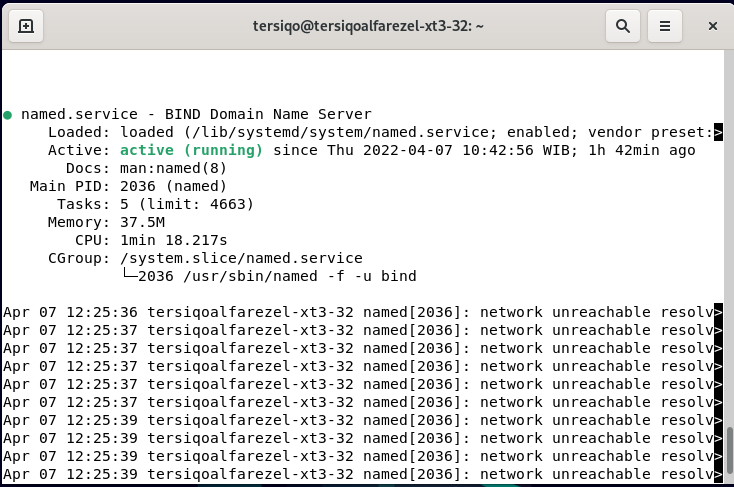 tersiqo@tersiqoalfarezel-xt3-32: ~
● named.service - BIND Domain Name Server
     Loaded: loaded (/lib/systemd/system/named.service; enabled; vendor preset:>
     Active: active (running) since Thu 2022-04-07 10:42:56 WIB; 1h 42min ago
       Docs: man:named(8)
   Main PID: 2036 (named)
      Tasks: 5 (limit: 4663)
     Memory: 37.5M
        CPU: 1min 18.217s
     CGroup: /system.slice/named.service
             └─2036 /usr/sbin/named -f -u bind
Apr 07 12:25:36 tersiqoalfarezel-xt3-32 named[2036]: network unreachable resolv>
Apr 07 12:25:37 tersiqoalfarezel-xt3-32 named[2036]: network unreachable resolv>
Apr 07 12:25:37 tersiqoalfarezel-xt3-32 named[2036]: network unreachable resolv>
Apr 07 12:25:37 tersiqoalfarezel-xt3-32 named[2036]: network unreachable resolv>
Apr 07 12:25:37 tersiqoalfarezel-xt3-32 named[2036]: network unreachable resolv>
Apr 07 12:25:37 tersiqoalfarezel-xt3-32 named[2036]: network unreachable resolv>
Apr 07 12:25:39 tersiqoalfarezel-xt3-32 named[2036]: network unreachable resolv>
Apr 07 12:25:39 tersiqoalfarezel-xt3-32 named[2036]: network unreachable resolv>
Apr 07 12:25:39 tersiqoalfarezel-xt3-32 named[2036]: network unreachable resolv>
Apr 07 12:25:39 tersiqoalfarezel-xt3-32 named[2036]: network unreachable resolv>